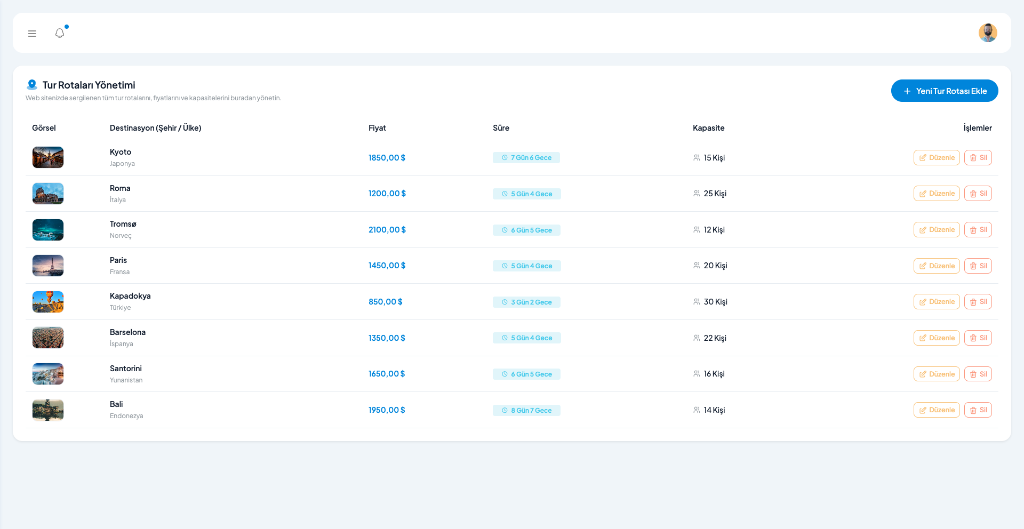 Tur Rotaları Yönetimi
Web sitenizde sergilenen tüm tur rotalarını, fiyatlarını ve kapasitelerini buradan yönetin.
Yeni Tur Rotası Ekle
Görsel Destinasyon (Şehir / Ülke) Fiyat Süre Kapasite İşlemler
Kyoto
Japonya
1850,00 $ 7 Gün 6 Gece 15 Kişi Düzenle Sil
Roma
İtalya
1200,00 $ 5 Gün 4 Gece 25 Kişi Düzenle Sil
Tromsø
Norveç
2100,00 $ 6 Gün 5 Gece 12 Kişi Düzenle Sil
Paris
Fransa
1450,00 $ 5 Gün 4 Gece 20 Kişi Düzenle Sil
Kapadokya
Türkiye
850,00 $ 3 Gün 2 Gece 30 Kişi Düzenle Sil
Barselona
İspanya
1350,00 $ 5 Gün 4 Gece 22 Kişi Düzenle Sil
Santorini
Yunanistan
1650,00 $ 6 Gün 5 Gece 16 Kişi Düzenle Sil
Bali
Endonezya
1950,00 $ 8 Gün 7 Gece 14 Kişi Düzenle Sil